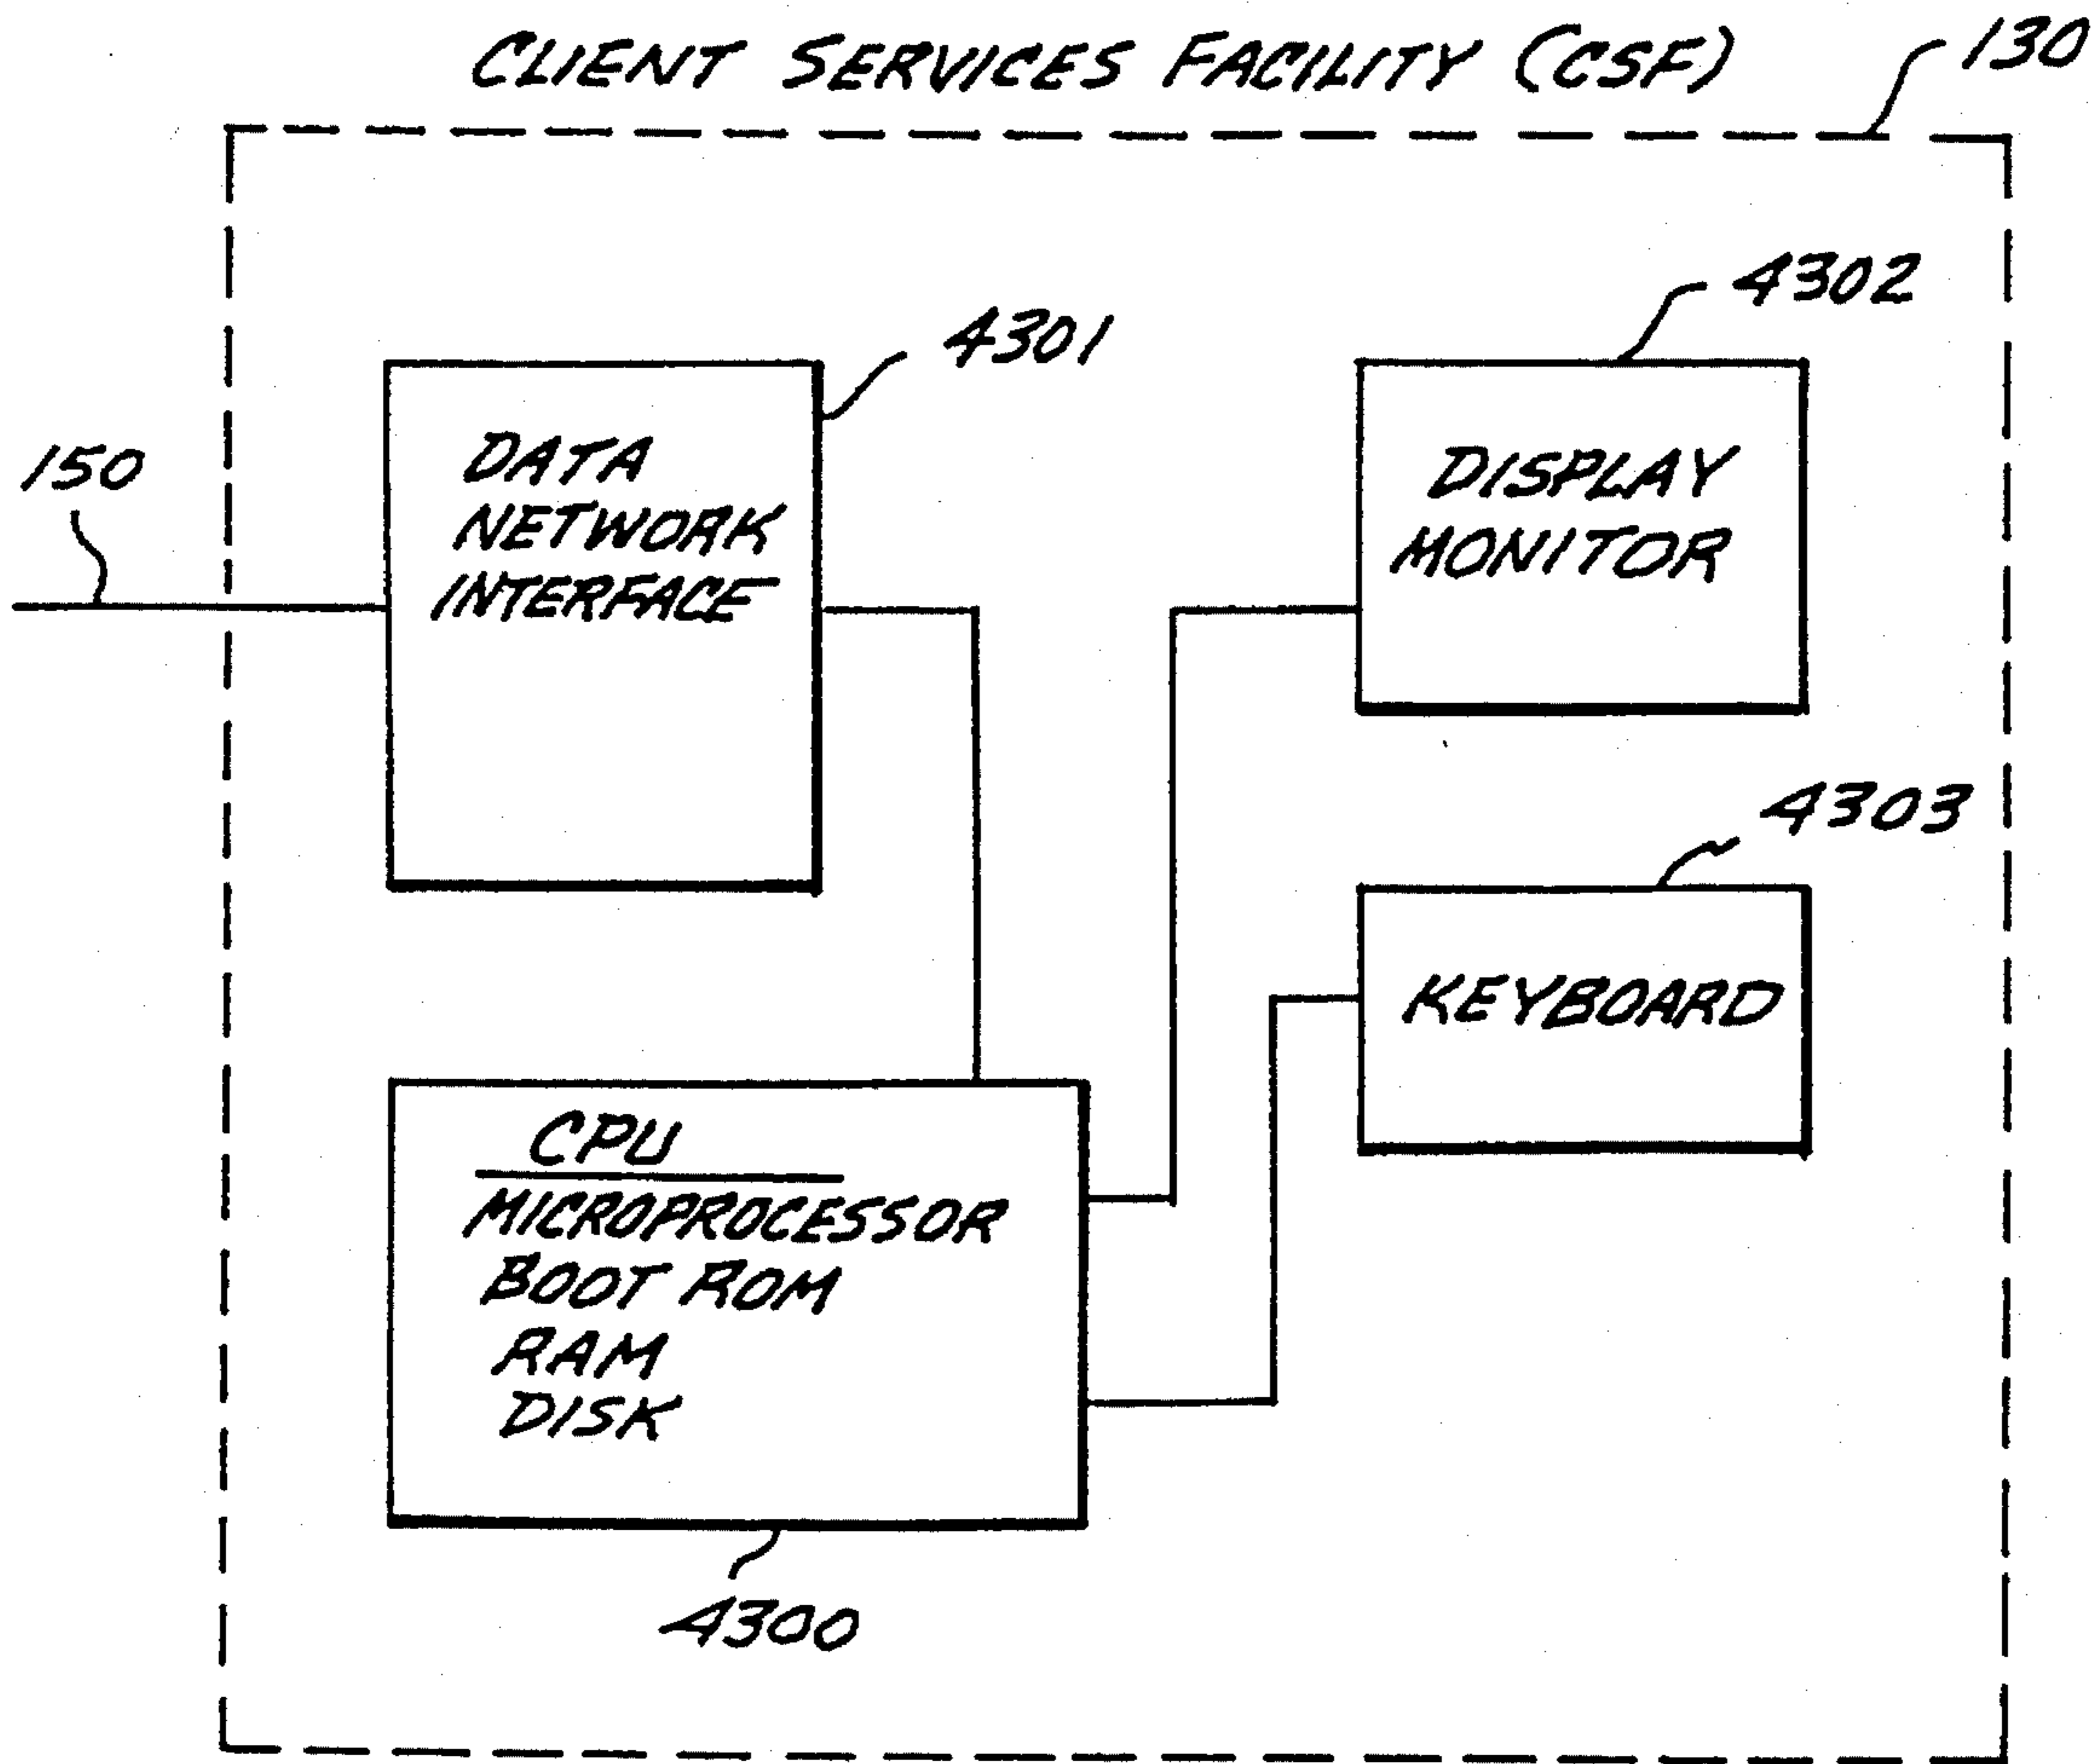 CLIENT SERVICES FACILITY (CSF)
130
4302
4301
150
DATA
NETWORK
INTERFACE
DISPLAY
MONITOR
4303
KEYBOARD
CPU
MICROPROCESSOR
BOOT ROM
RAM
DISK
4300